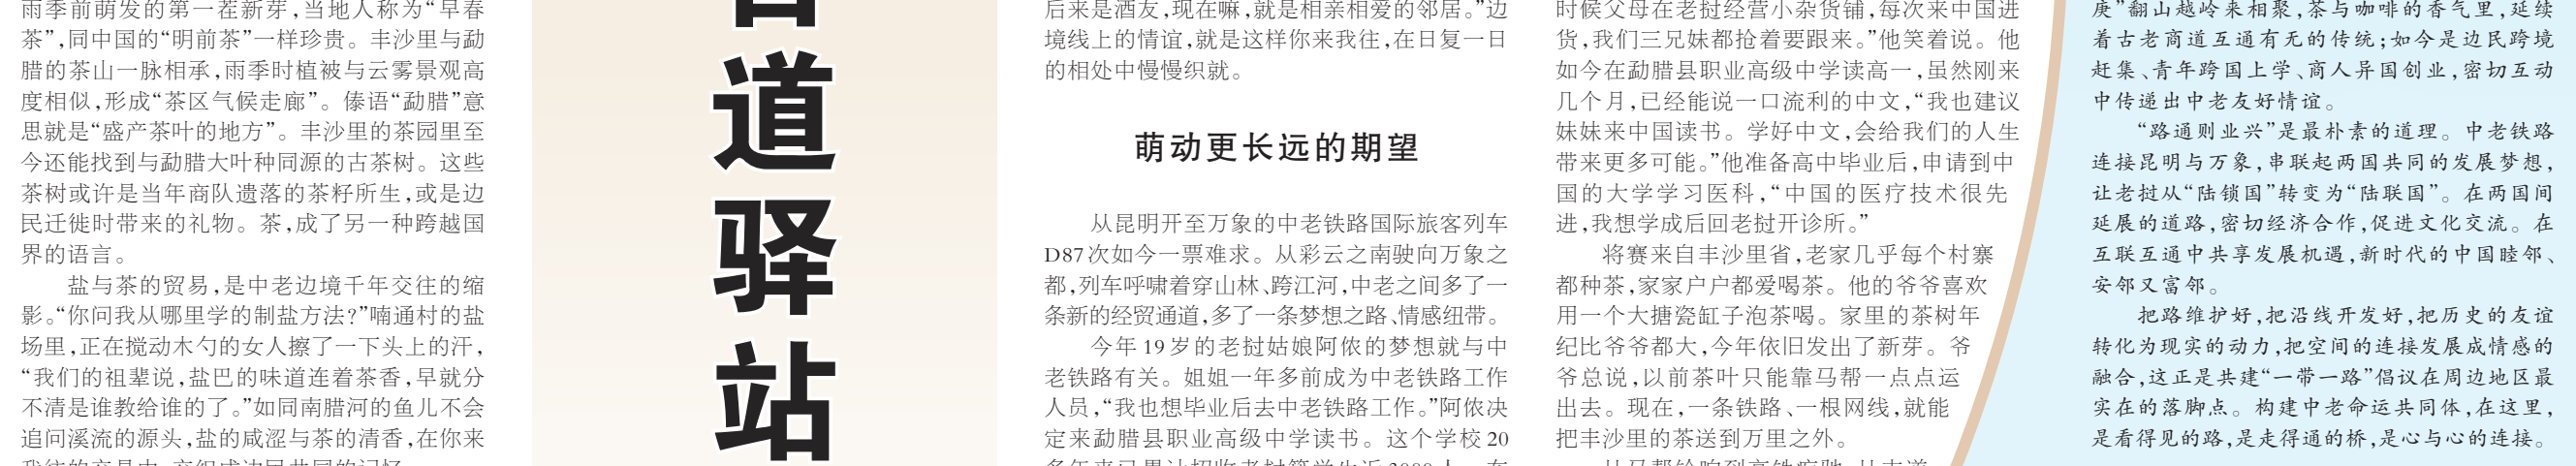 雨季前萌发的第一茬新芽,当地人称为“早春
茶”,同中国的“明前茶”一样珍贵。丰沙里与勐
腊的茶山一脉相承,雨季时植被与云雾景观高
度相似,形成“茶区气候走廊”。傣语“勐腊”意
思就是“盛产茶叶的地方”。丰沙里的茶园里至
今还能找到与勐腊大叶种同源的古茶树。这些
茶树或许是当年商队遗落的茶籽所生,或是边
民迁徙时带来的礼物。茶,成了另一种跨越国
界的语言。
盐与茶的贸易,是中老边境千年交往的缩
影。“你问我从哪里学的制盐方法?”喃通村的盐
场里,正在搅动木勺的女人擦了一下头上的汗,
“我们的祖辈说,盐巴的味道连着茶香,早就分
不清是谁教给谁的了。”如同南腊河的鱼儿不会
追问溪流的源头,盐的咸涩与茶的清香,在你来
道驿站
后来是酒友,现在嘛,就是相亲相爱的邻居。”边
境线上的情谊,就是这样你来我往,在日复一日
的相处中慢慢织就。
萌动更长远的期望
从昆明开至万象的中老铁路国际旅客列车
D87次如今一票难求。从彩云之南驶向万象之
都,列车呼啸着穿山林、跨江河,中老之间多了一
条新的经贸通道,多了一条梦想之路、情感纽带。
今年19岁的老挝姑娘阿侬的梦想就与中
老铁路有关。姐姐一年多前成为中老铁路工作
人员,“我也想毕业后去中老铁路工作。”阿侬决
定来勐腊县职业高级中学读书。这个学校20
时候父母在老挝经营小杂货铺,每次来中国进
货,我们三兄妹都抢着要跟来。”他笑着说。他
如今在勐腊县职业高级中学读高一,虽然刚来
几个月,已经能说一口流利的中文,“我也建议
妹妹来中国读书。学好中文,会给我们的人生
带来更多可能。”他准备高中毕业后,申请到中
国的大学学习医科,“中国的医疗技术很先
进,我想学成后回老挝开诊所。”
将赛来自丰沙里省,老家几乎每个村寨
都种茶,家家户户都爱喝茶。他的爷爷喜欢
用一个大搪瓷缸子泡茶喝。家里的茶树年
纪比爷爷都大,今年依旧发出了新芽。爷
爷总说,以前茶叶只能靠马帮一点点运
出去。现在,一条铁路、一根网线,就能
把丰沙里的茶送到万里之外。
庚”翻山越岭来相聚,茶与咖啡的香气里,延续
着古老商道互通有无的传统;如今是边民跨境
赶集、青年跨国上学、商人异国创业,密切互动
中传递出中老友好情谊。
“路通则业兴”是最朴素的道理。中老铁路
连接昆明与万象,串联起两国共同的发展梦想,
让老挝从“陆锁国”转变为“陆联国”。在两国间
延展的道路,密切经济合作,促进文化交流。在
互联互通中共享发展机遇,新时代的中国睦邻、
安邻又富邻。
把路维护好,把沿线开发好,把历史的友谊
转化为现实的动力,把空间的连接发展成情感的
融合,这正是共建“一带一路”倡议在周边地区最
实在的落脚点。构建中老命运共同体,在这里,
是看得见的路,是走得通的桥,是心与心的连接。